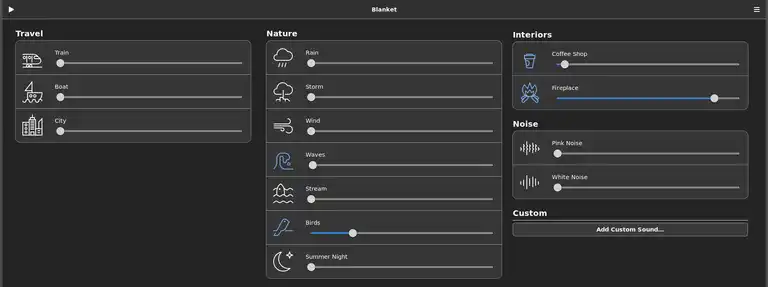 Blanket
Travel
Train
Boat
City
Nature
Rain
Storm
Wind
Waves
Stream
Birds
Summer Night
Interiors
Coffee Shop
Fireplace
Noise
Pink Noise
White Noise
Custom
Add Custom Sound...